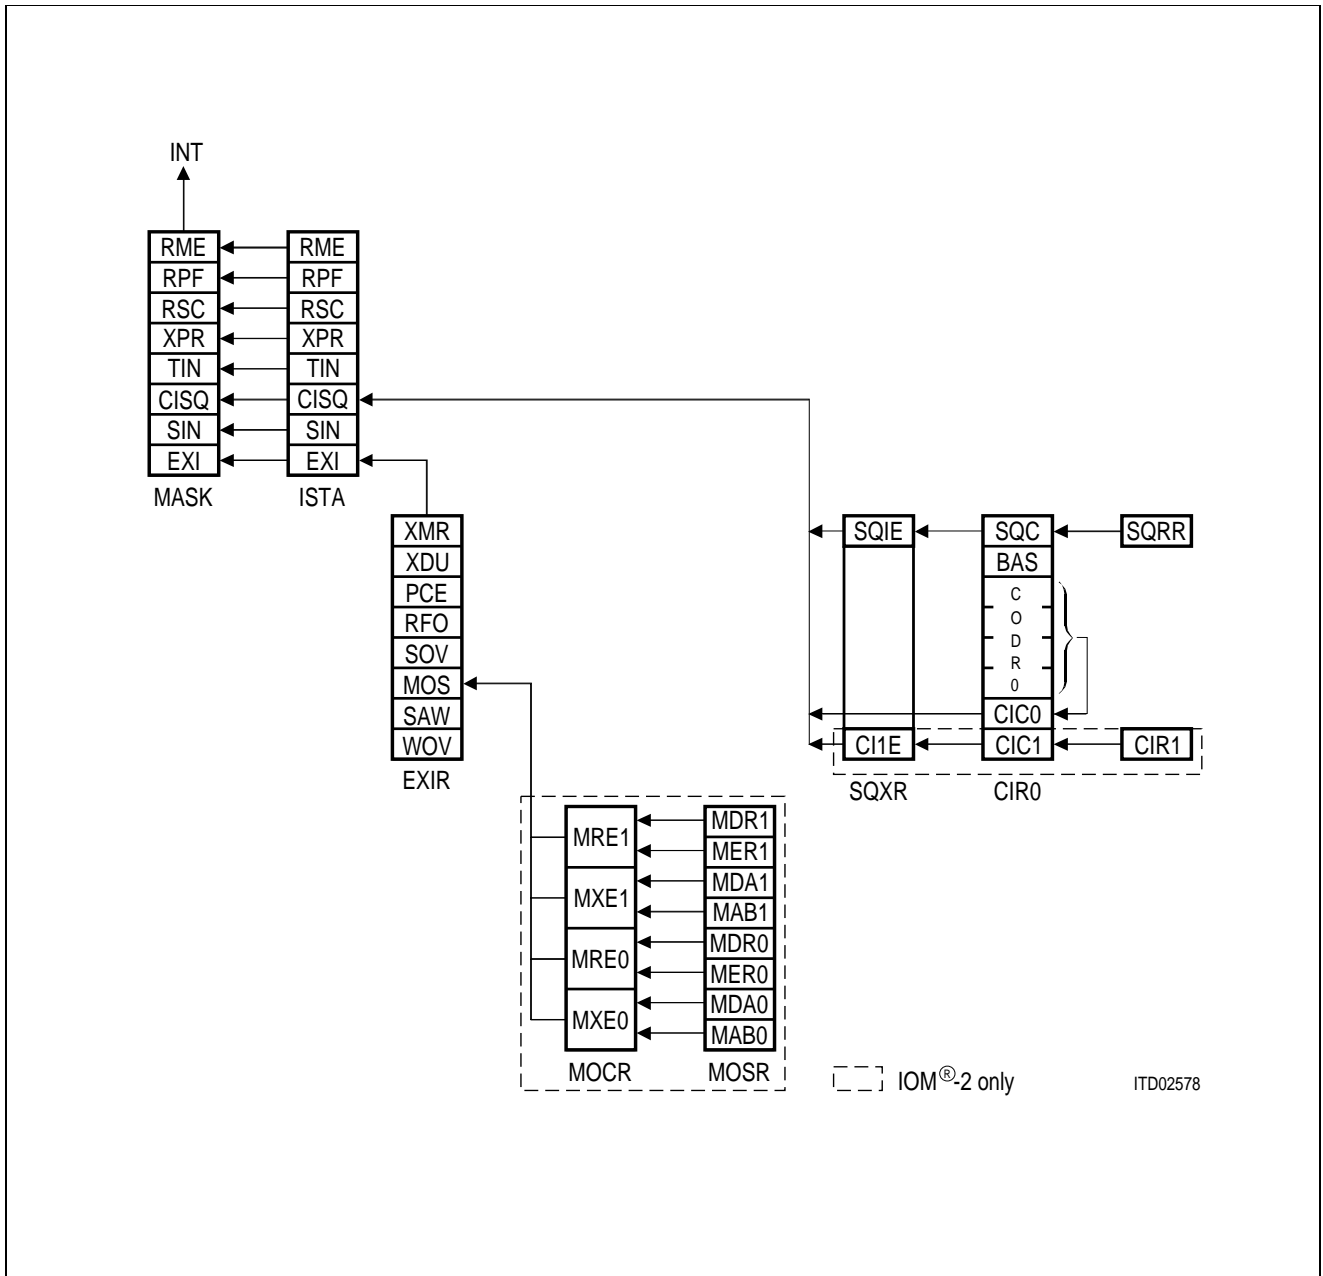 INT
RME RME
RPF RPF
RSC RSC
XPR XPR
TIN TIN
CISQ CISQ
SIN SIN
EXI EXI
MASK ISTA
XMR
XDU
PCE
RFO
SOV
MOS
SAW
WOV
EXIR
SQIE SQC SQRR
BAS
C
O
D
R
0
CIC0
CI1E CIC1 CIR1
SQXR CIR0
MRE1
MXE1
MRE0
MXE0
MOCR
MDR1
MER1
MDA1
MAB1
MDR0
MER0
MDA0
MAB0
MOSR
IOM®-2 only
ITD02578